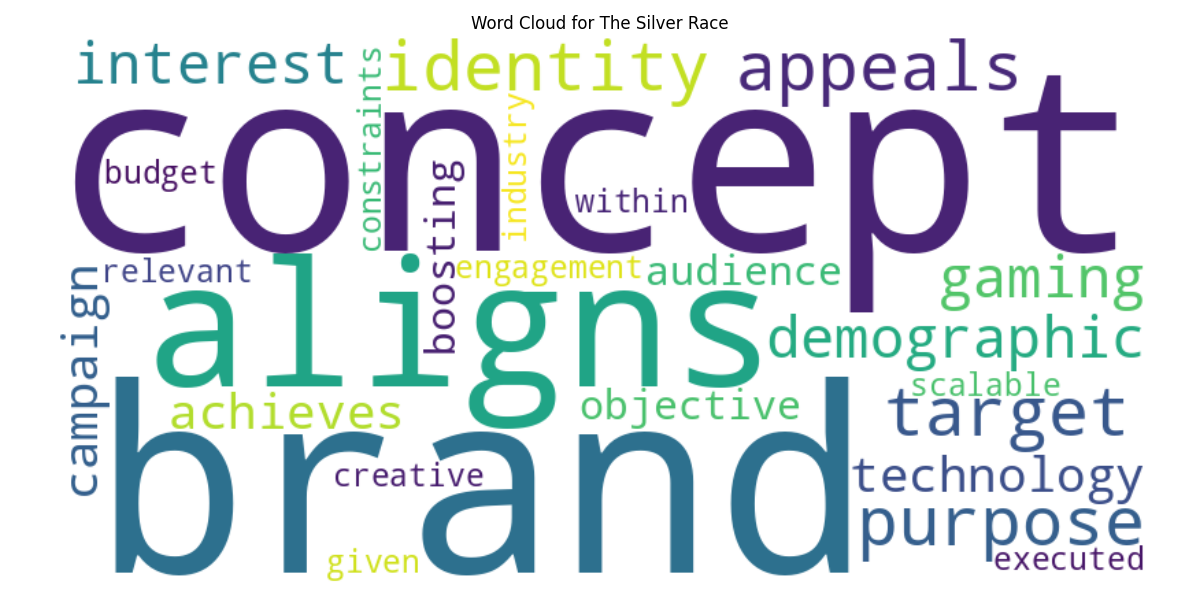 Word Cloud for The Silver Race
interest
constraints
identity
appeals
concept
industry
budget
within
boosting
relevant
engagement
audience
gaming
campaign
aligns
demographic
scalable
brand
achieves
objective
target
creative
technology
purpose
given
executed